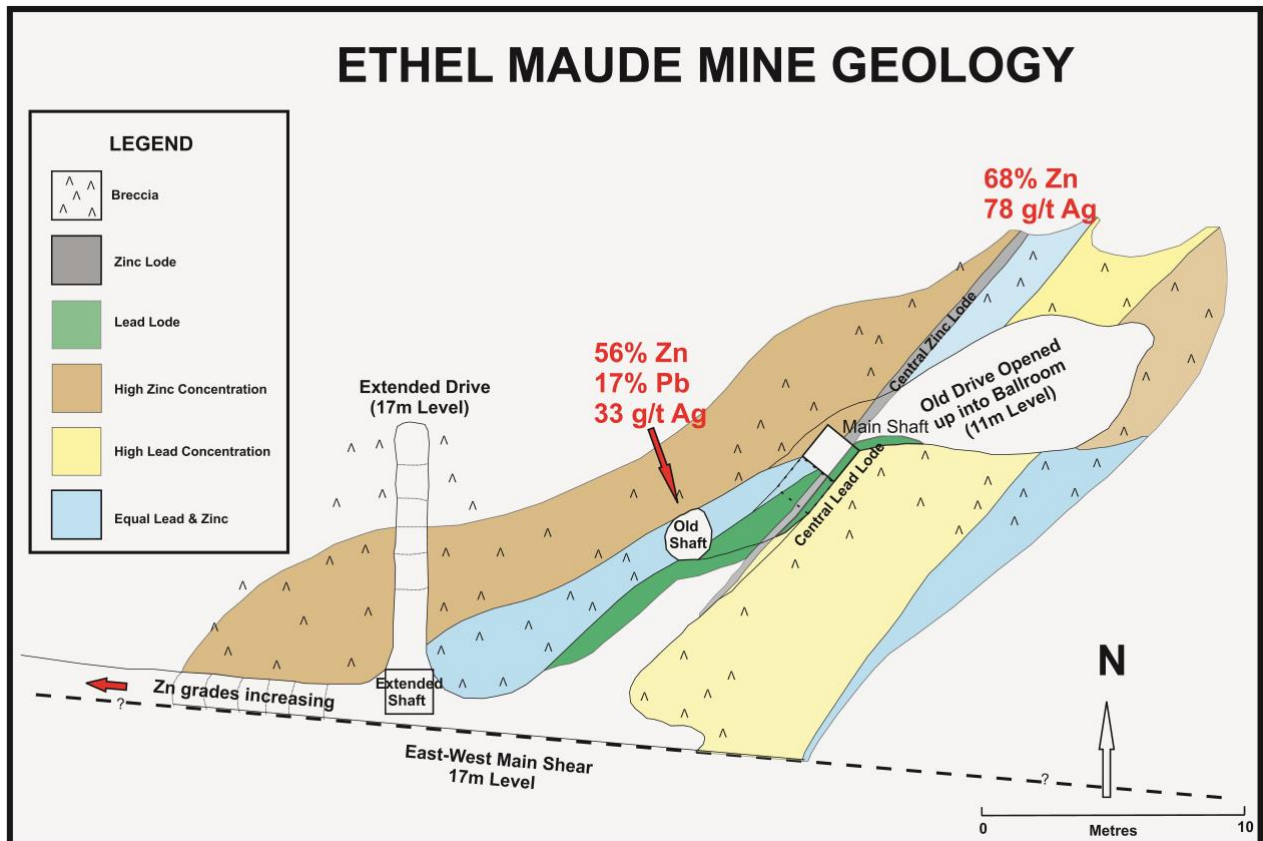 ETHEL MAUDE MINE GEOLOGY
LEGEND
Breccia
Zinc Lode
Lead Lode
High Zinc Concentration
High Lead Concentration
Equal Lead & Zinc
68% Zn
78 g/t Ag
56% Zn
17% Pb
33 g/t Ag
Extended Drive
(17m Level)
Central Zinc Lode
Old Drive Opened
up into Ballroom
(11m Level)
Main Shaft
Central Lead Lode
Old
Shaft
Extended
Shaft
Zn grades increasing
?
East-West Main Shear
17m Level
?
N
0
10
Metres